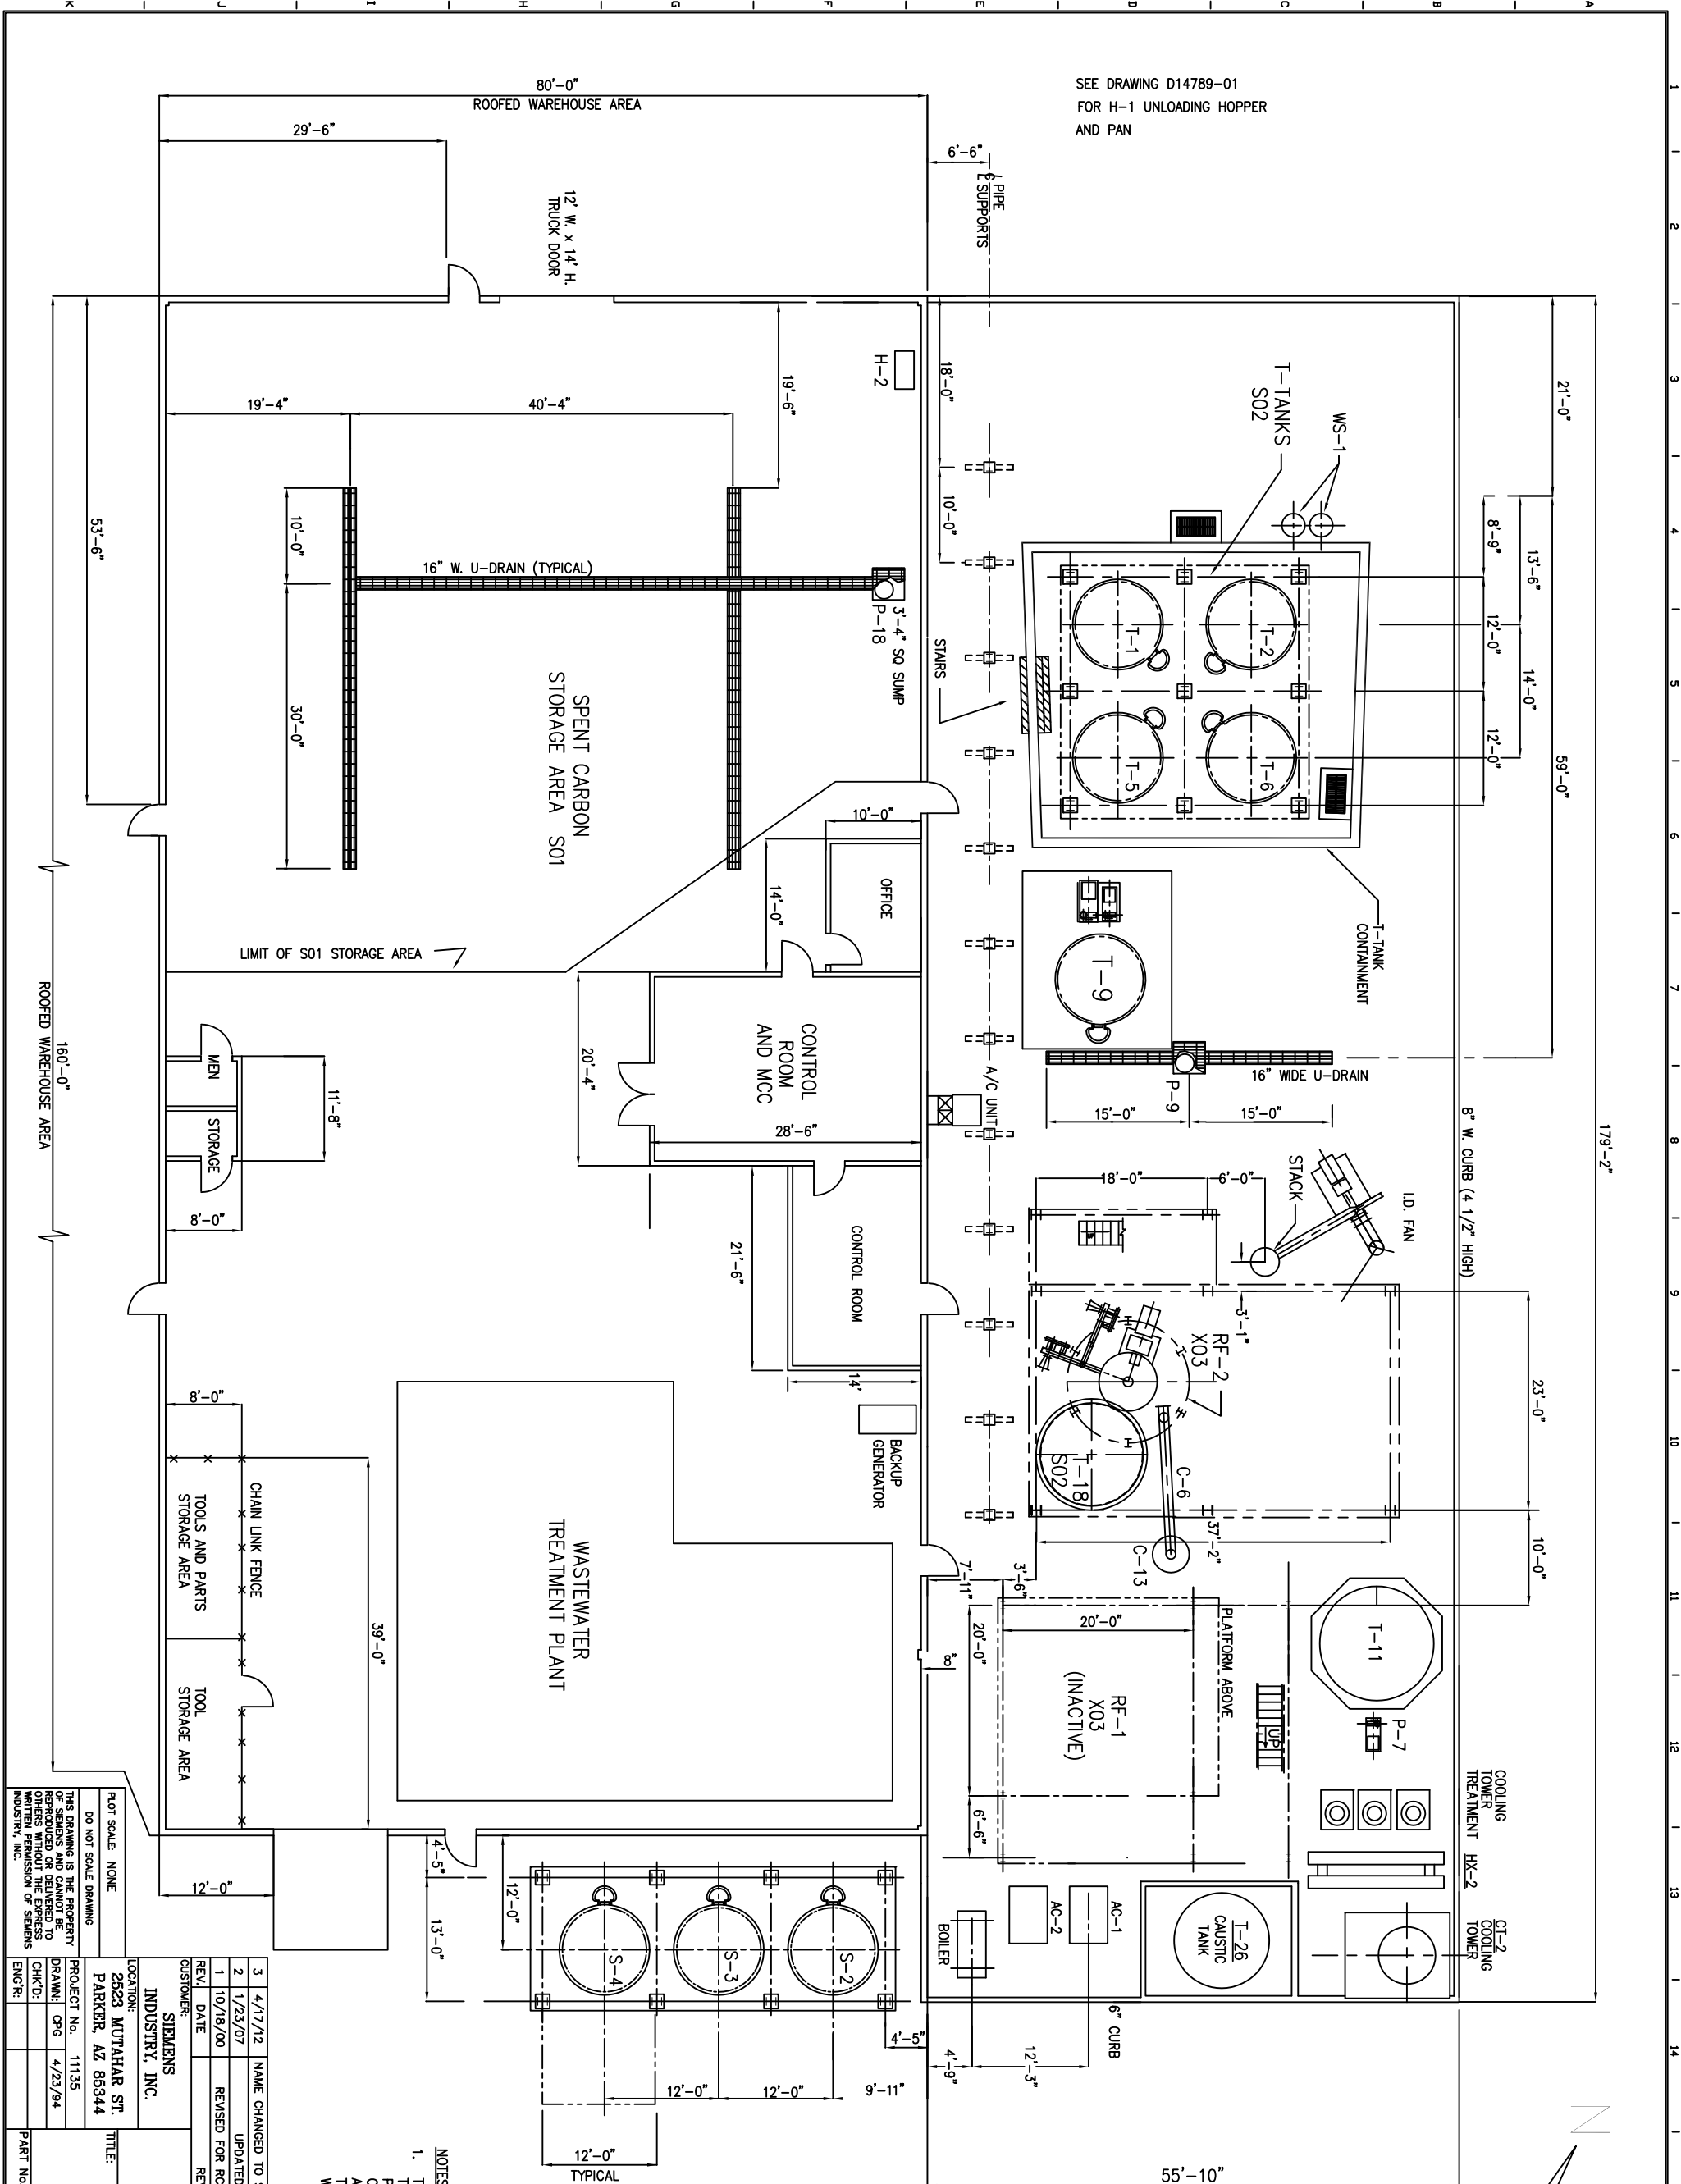 K
J
I
H
G
F
E
D
C
B
A
1
2
3
4
5
6
7
8
9
10
11
12
13
14
SEE DRAWING D14789-01
FOR H-1 UNLOADING HOPPER
AND PAN
80'-0"
ROOFED WAREHOUSE AREA
29'-6"
6'-6"
PIPE
SUPPORTS
12' W. x 14' H.
TRUCK DOOR
179'-2"
21'-0"
59'-0"
8'-9"
13'-6"
12'-0"
14'-0"
12'-0"
WS-1
T-TANKS
S02
T-1
T-2
T-5
T-6
STAIRS
T-TANK
CONTAINMENT
18'-0"
10'-0"
H-2
19'-6"
19'-4"
40'-4"
53'-6"
10'-0"
30'-0"
16" W. U-DRAIN (TYPICAL)
3'-4" SQ SUMP
P-18
SPENT CARBON
STORAGE AREA S01
LIMIT OF S01 STORAGE AREA
10'-0"
14'-0"
OFFICE
CONTROL
ROOM
AND MCC
20'-4"
28'-6"
T-9
A/C UNIT
P-9
16" WIDE U-DRAIN
15'-0"
15'-0"
8" W. CURB (4 1/2" HIGH)
MEN
STORAGE
11'-8"
8'-0"
160'-0"
ROOFED WAREHOUSE AREA
CONTROL ROOM
21'-6"
14'
18'-0"
6'-0"
STACK
I.D. FAN
3'-1"
RF-2
X03
23'-0"
10'-0"
T-18
S02
C-6
C-13
37'-2"
BACKUP
GENERATOR
WASTEWATER
TREATMENT PLANT
8'-0"
CHAIN LINK FENCE
TOOLS AND PARTS
STORAGE AREA
TOOL
STORAGE AREA
39'-0"
7'-11"
3'-6"
20'-0"
20'-0"
8"
PLATFORM ABOVE
RF-1
X03
(INACTIVE)
6'-6"
UP
T-11
P-7
COOLING
TOWER
TREATMENT
HX-2
CT-2
COOLING
TOWER
T-26
CAUSTIC
TANK
AC-1
AC-2
BOILER
6" CURB
12'-0"
4'-5"
13'-0"
12'-0"
S-4
S-3
S-2
4'-5"
4'-9"
12'-3"
9'-11"
12'-0"
12'-0"
12'-0"
TYPICAL
55'-10"
N
NOTES
1.
PLOT SCALE: NONE
DO NOT SCALE DRAWING
THIS DRAWING IS THE PROPERTY
OF SIEMENS AND CANNOT BE
REPRODUCED OR DELIVERED TO
OTHERS WITHOUT THE EXPRESS
WRITTEN PERMISSION OF SIEMENS
INDUSTRY, INC.
3 4/17/12 NAME CHANGED TO
2 1/23/07 UPDATED
1 10/18/00 REVISED FOR
REV. DATE
CUSTOMER:
SIEMENS
INDUSTRY, INC.
LOCATION:
2523 MUTAHAR ST.
PARKER, AZ 85344
TITLE:
PROJECT No. 11135
DRAWN: CPG 4/23/94
CHK'D:
ENG'R:
PART No